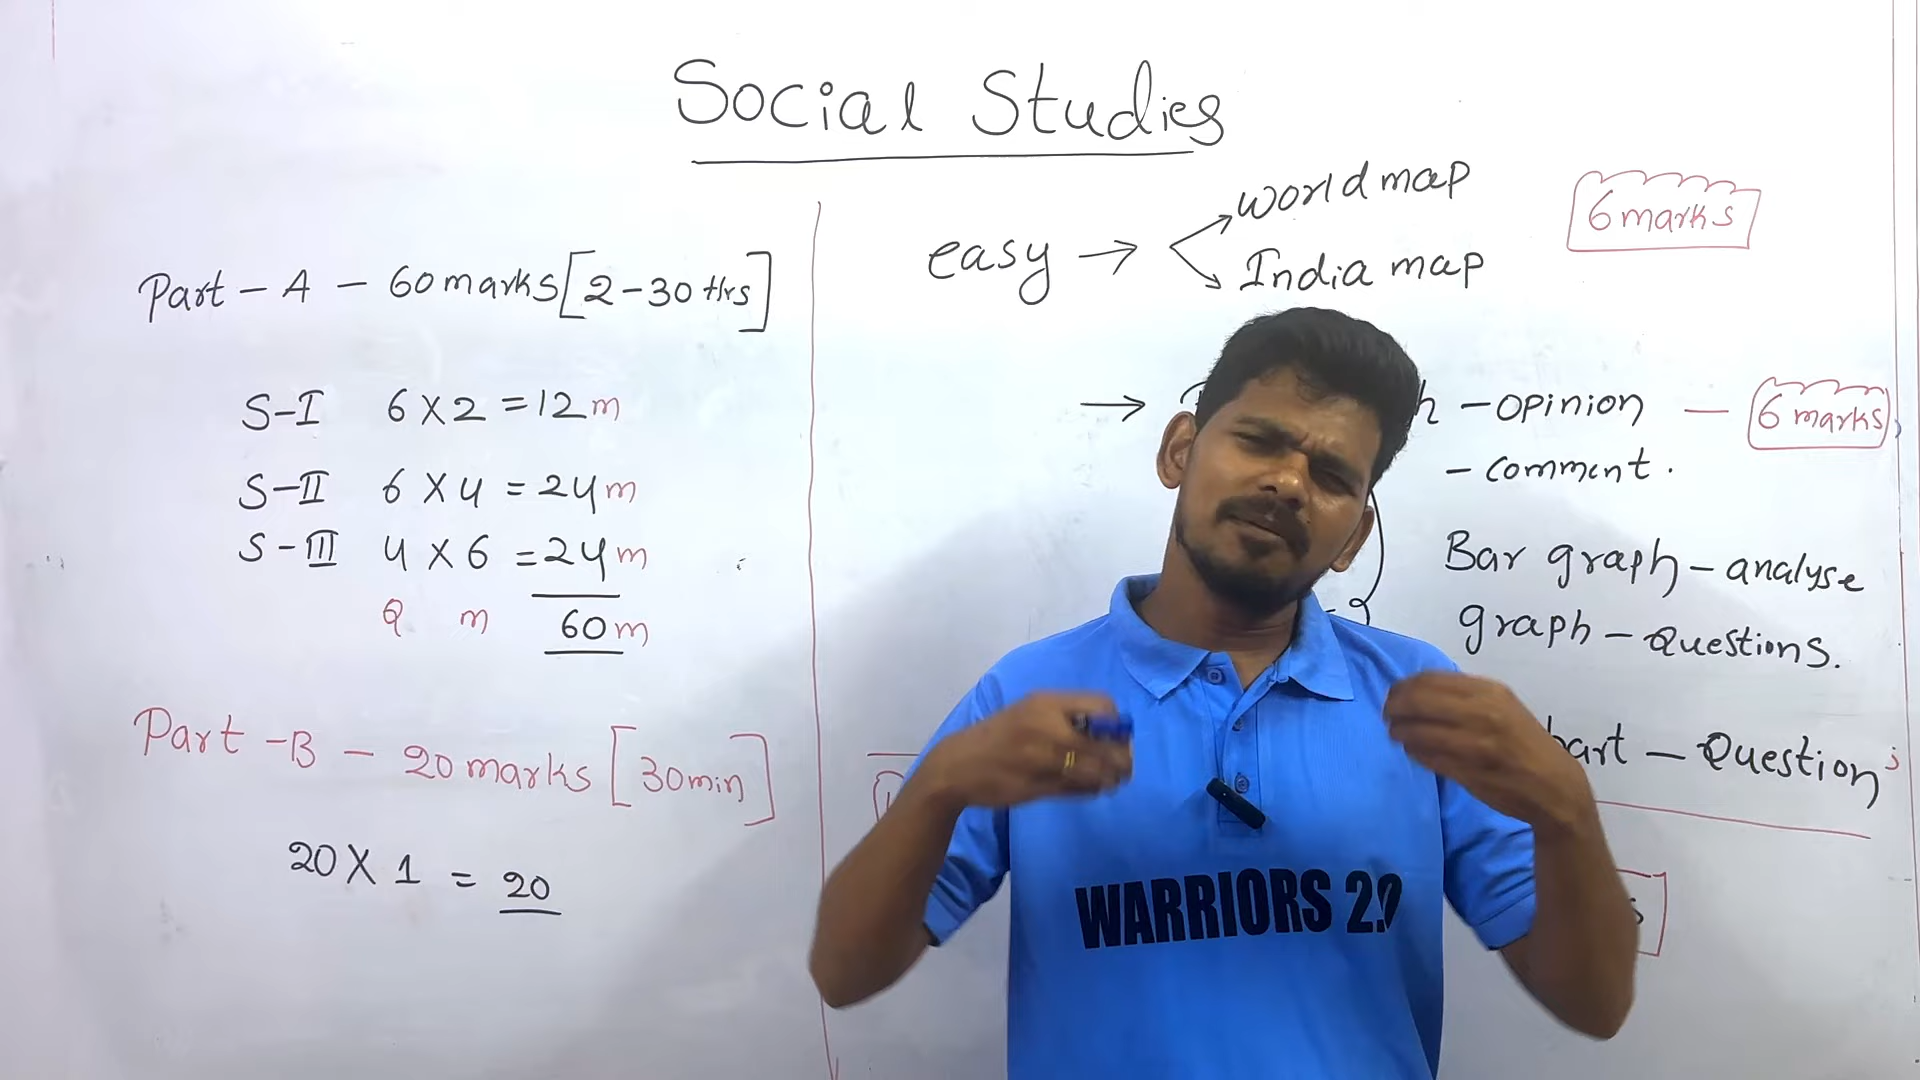 Social Studies
Part - A - 60 marks [2-30 Hrs]
S-I 6 X 2 = 12 m
S-II 6 X 4 = 24 m
S-III 4 X 6 = 24 m
Q m 60 m
Part - B - 20 marks [30 min]
20 X 1 = 20
easy → world map
India map
6 marks
→ - opinion — 6 marks
- comment.
Bar graph - analyse
graph - Questions.
- Question
WARRIORS 2.0